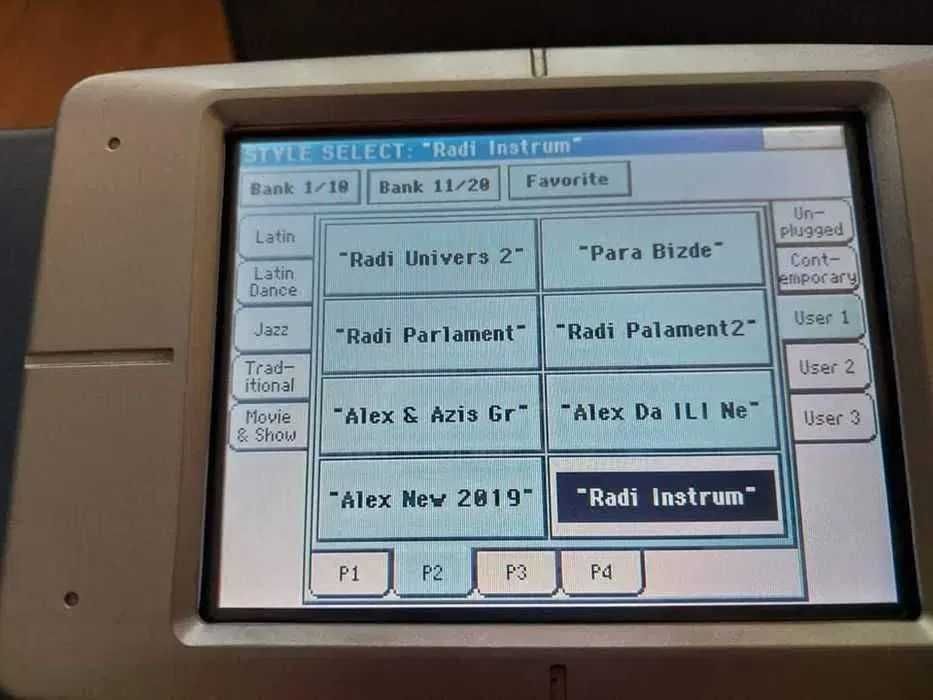 STYLE SELECT: "Radi Instrum"
Bank 1/10
Bank 11/20
Favorite
Latin
Latin
Dance
Jazz
Trad-
itional
Movie
& Show
"Radi Univers 2"
"Para Bizde"
"Radi Parlament"
"Radi Palament2"
"Alex & Azis Gr"
"Alex Da ILI Ne"
"Alex New 2019"
"Radi Instrum"
Un-
plugged
Cont-
emporary
User 1
User 2
User 3
P1
P2
P3
P4